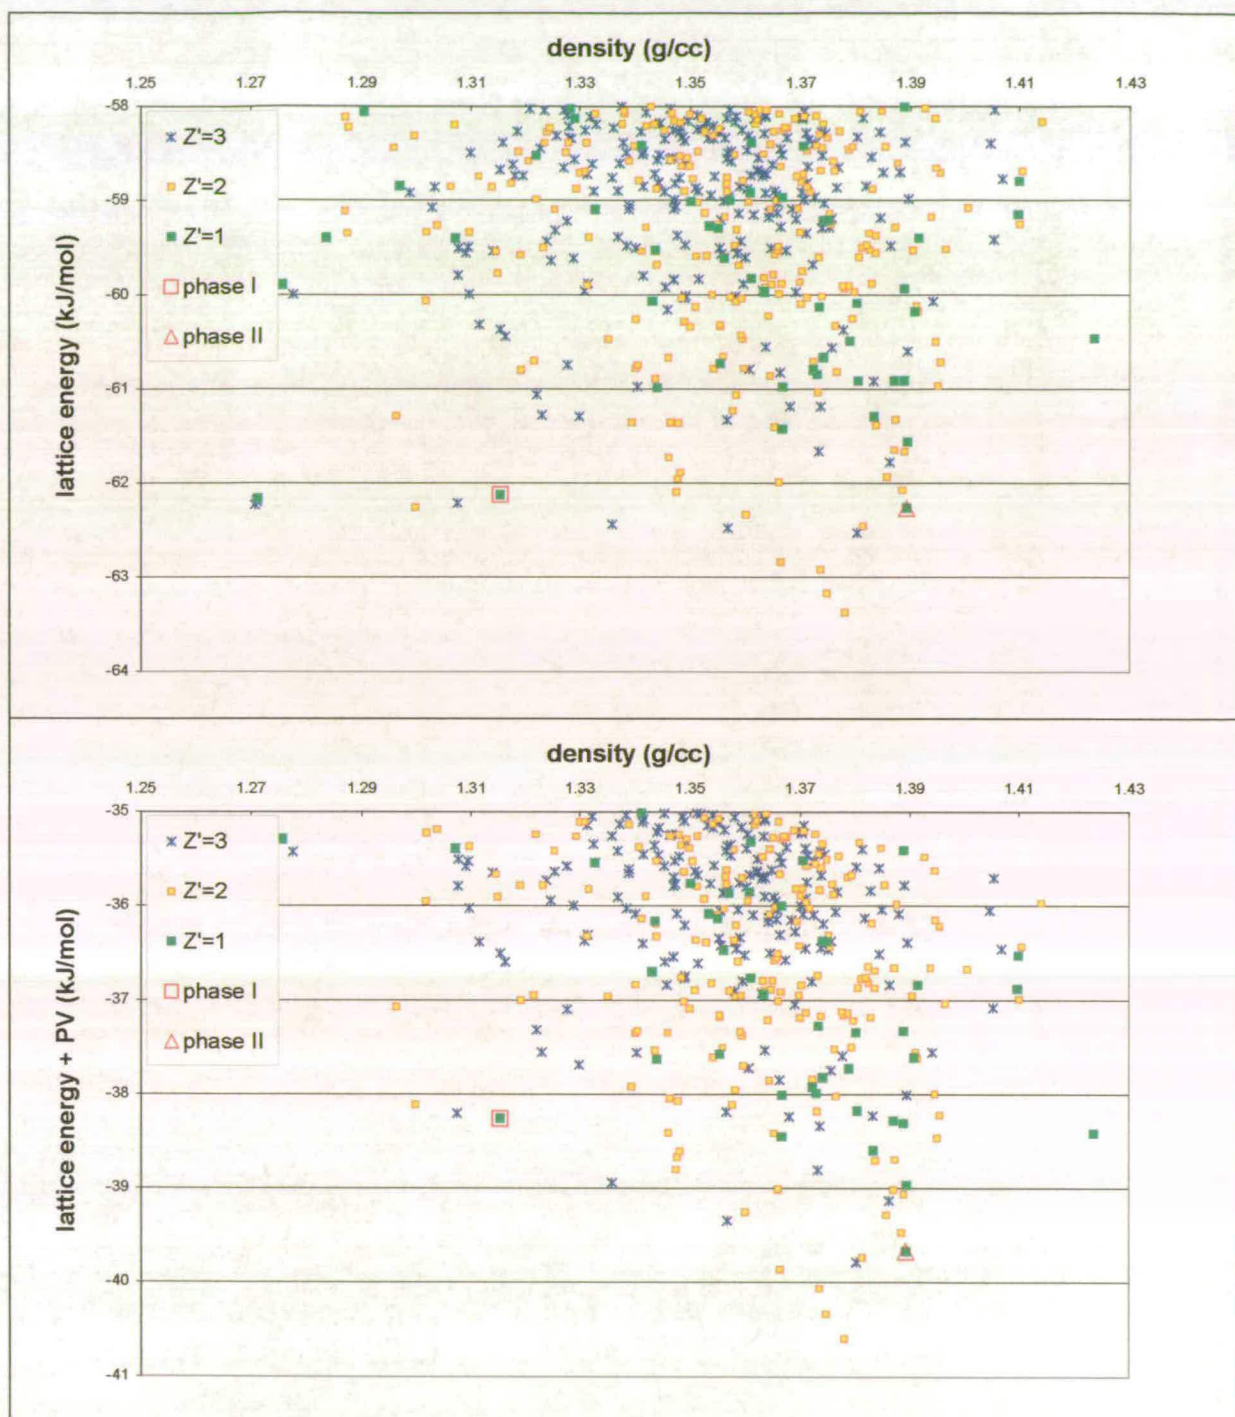 density (g/cc)
1.25 1.27 1.29 1.31 1.33 1.35 1.37 1.39 1.41 1.43
-58
-59
-60
-61
-62
-63
-64
lattice energy (kJ/mol)
Z'=3
Z'=2
Z'=1
phase I
phase II
density (g/cc)
1.25 1.27 1.29 1.31 1.33 1.35 1.37 1.39 1.41 1.43
-35
-36
-37
-38
-39
-40
-41
lattice energy + PV (kJ/mol)
Z'=3
Z'=2
Z'=1
phase I
phase II